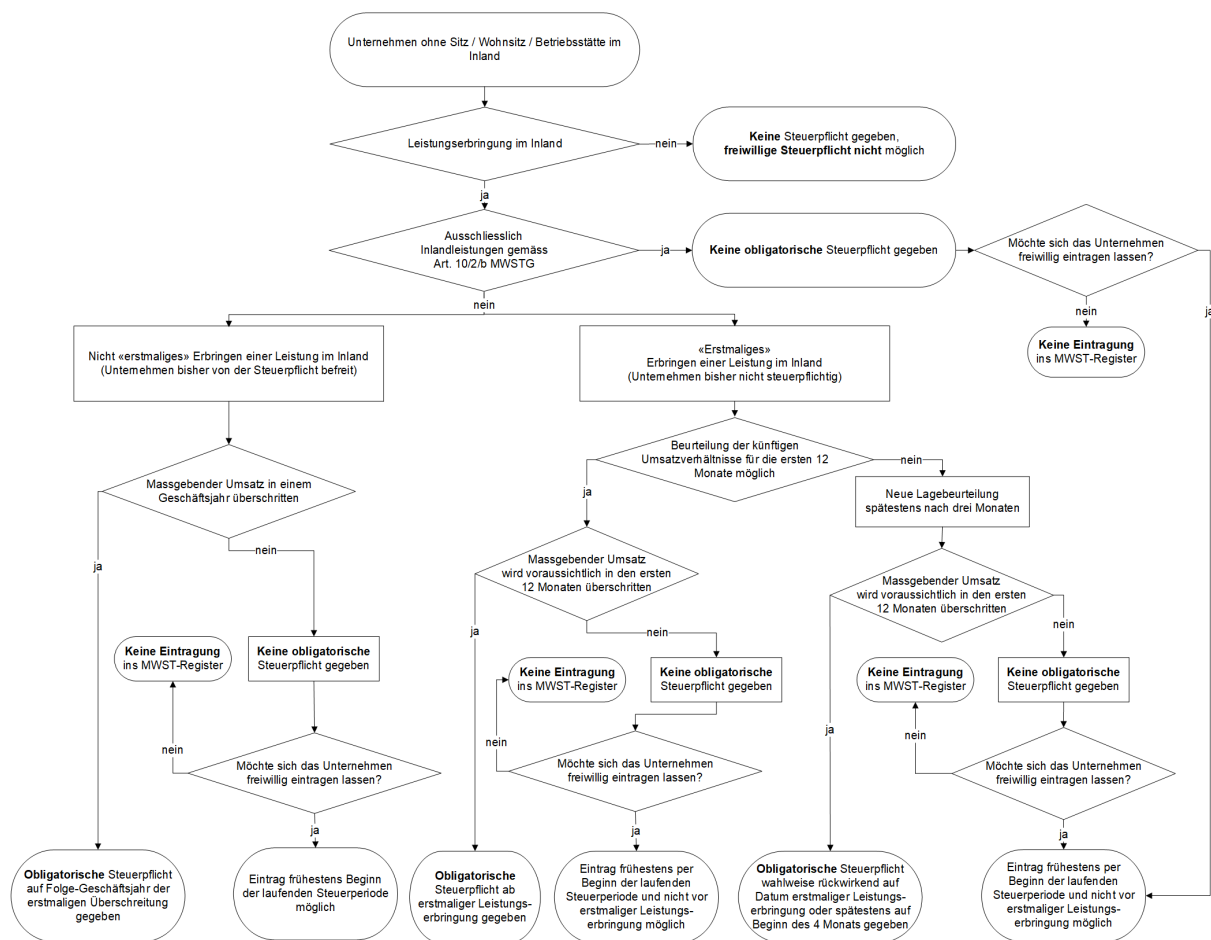 Unternehmen ohne Sitz / Wohnsitz / Betriebsstätte im
Inland
Leistungserbringung im Inland
nein
Keine Steuerpflicht gegeben,
freiwillige Steuerpflicht nicht möglich
ja
Ausschliesslich
Inlandleistungen gemäss
Art. 10/2/b MWSTG
ja
Keine obligatorische Steuerpflicht gegeben
Möchte sich das Unternehmen
freiwillig eintragen lassen?
nein
ja
Keine Eintragung
ins MWST-Register
nein
Nicht «erstmaliges» Erbringen einer Leistung im Inland
(Unternehmen bisher von der Steuerpflicht befreit)
«Erstmaliges»
Erbringen einer Leistung im Inland
(Unternehmen bisher nicht steuerpflichtig)
Massgebender Umsatz in einem
Geschäftsjahr überschritten
ja
nein
Keine Eintragung
ins MWST-Register
Keine obligatorische
Steuerpflicht gegeben
nein
Möchte sich das Unternehmen
freiwillig eintragen lassen?
ja
Beurteilung der künftigen
Umsatzverhältnisse für die ersten 12
Monate möglich
ja
nein
Neue Lagebeurteilung
spätestens nach drei Monaten
Massgebender Umsatz
wird voraussichtlich in den ersten
12 Monaten überschritten
ja
nein
Keine Eintragung
ins MWST-Register
Keine obligatorische
Steuerpflicht gegeben
nein
Möchte sich das Unternehmen
freiwillig eintragen lassen?
ja
Massgebender Umsatz
wird voraussichtlich in den ersten
12 Monaten überschritten
ja
nein
Keine Eintragung
ins MWST-Register
Keine obligatorische
Steuerpflicht gegeben
nein
Möchte sich das Unternehmen
freiwillig eintragen lassen?
ja
Obligatorische Steuerpflicht
auf Folge-Geschäftsjahr der
erstmaligen Überschreitung
gegeben
Eintrag frühestens Beginn
der laufenden Steuerperiode
möglich
Obligatorische
Steuerpflicht ab
erstmaliger Leistungs-
erbringung gegeben
Eintrag frühestens per
Beginn der laufenden
Steuerperiode und nicht vor
erstmaliger Leistungs-
erbringung möglich
Obligatorische Steuerpflicht
wahlweise rückwirkend auf
Datum erstmaliger Leistungs-
erbringung oder spätestens auf
Beginn des 4 Monats gegeben
Eintrag frühestens per
Beginn der laufenden
Steuerperiode und nicht vor
erstmaliger Leistungs-
erbringung möglich